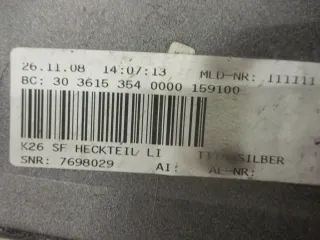 26.11.08 14:07:13 MLD-NR: 111111
BC: 30 3615 354 0000 159100
K26 SF HECKTEIL LI SILBER
SNR: 7698029 AI: AL-NR: